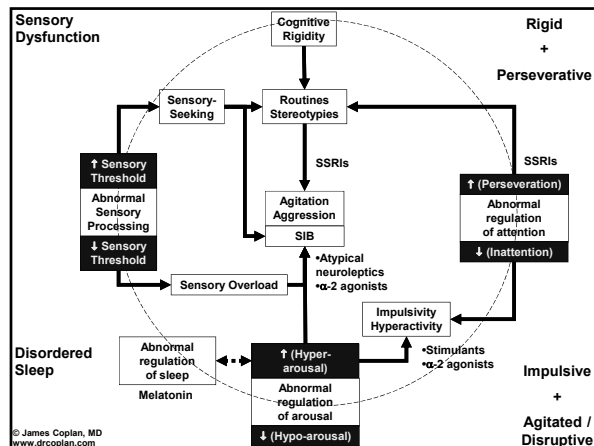 Sensory
Dysfunction
Cognitive
Rigidity
Rigid
+
Perseverative
Sensory-
Seeking
Routines
Stereotypies
SSRIs
SSRIs
↑ Sensory
Threshold
Abnormal
Sensory
Processing
↓ Sensory
Threshold
↑ (Perseveration)
Abnormal
regulation
of attention
↓ (Inattention)
Agitation
Aggression
SIB
•Atypical
neuroleptics
•α-2 agonists
Sensory Overload
Impulsivity
Hyperactivity
•Stimulants
•α-2 agonists
Disordered
Sleep
Abnormal
regulation
of sleep
Melatonin
↑ (Hyper-
arousal)
Abnormal
regulation
of arousal
↓ (Hypo-arousal)
Impulsive
+
Agitated /
Disruptive
© James Coplan, MD
www.drcoplan.com